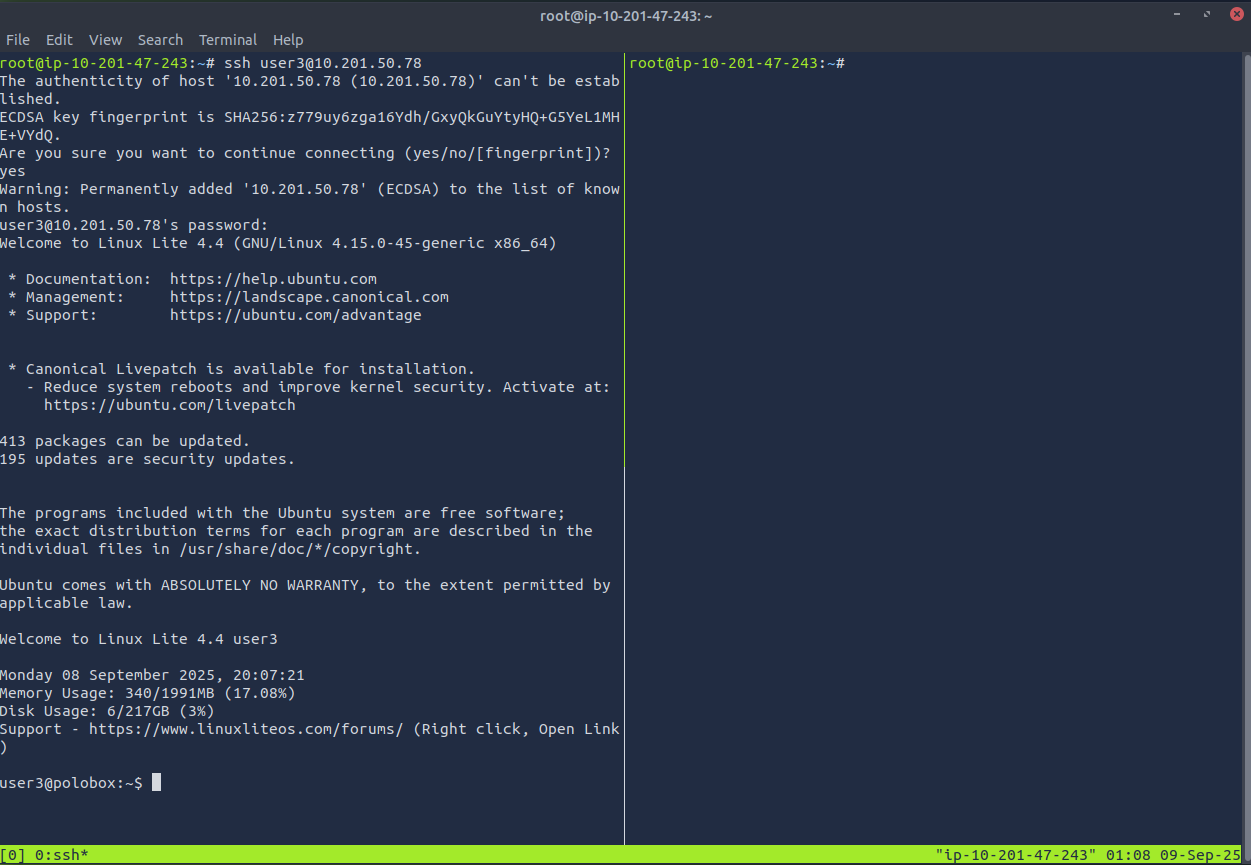 root@ip-10-201-47-243: ~
File Edit View Search Terminal Help
root@ip-10-201-47-243:~# ssh user3@10.201.50.78
The authenticity of host '10.201.50.78 (10.201.50.78)' can't be estab
lished.
ECDSA key fingerprint is SHA256:z779uy6zga16Ydh/GxyQkGuYtyHQ+G5YeL1MH
E+VYdQ.
Are you sure you want to continue connecting (yes/no/[fingerprint])?
yes
Warning: Permanently added '10.201.50.78' (ECDSA) to the list of know
n hosts.
user3@10.201.50.78's password:
Welcome to Linux Lite 4.4 (GNU/Linux 4.15.0-45-generic x86_64)
 * Documentation:  https://help.ubuntu.com
 * Management:     https://landscape.canonical.com
 * Support:        https://ubuntu.com/advantage
 * Canonical Livepatch is available for installation.
   - Reduce system reboots and improve kernel security. Activate at:
     https://ubuntu.com/livepatch
413 packages can be updated.
195 updates are security updates.
The programs included with the Ubuntu system are free software;
the exact distribution terms for each program are described in the
individual files in /usr/share/doc/*/copyright.
Ubuntu comes with ABSOLUTELY NO WARRANTY, to the extent permitted by
applicable law.
Welcome to Linux Lite 4.4 user3
Monday 08 September 2025, 20:07:21
Memory Usage: 340/1991MB (17.08%)
Disk Usage: 6/217GB (3%)
Support - https://www.linuxliteos.com/forums/ (Right click, Open Link
)
user3@polobox:~$
root@ip-10-201-47-243:~#
[0] 0:ssh* "ip-10-201-47-243" 01:08 09-Sep-25